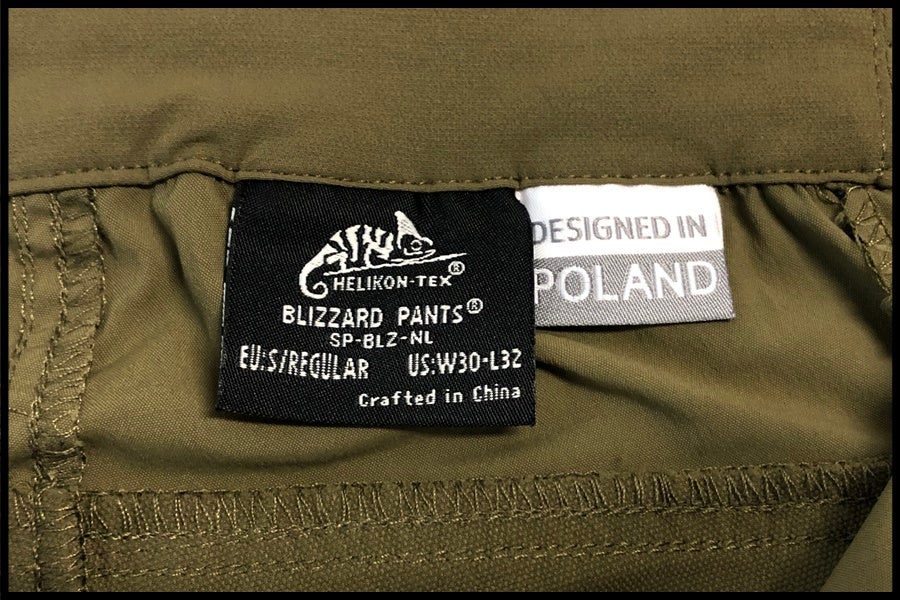 HELIKON-TEX®
BLIZZARD PANTS®
SP-BLZ-NL
EU:S/REGULAR US:W30-L32
Crafted in China
DESIGNED IN
POLAND